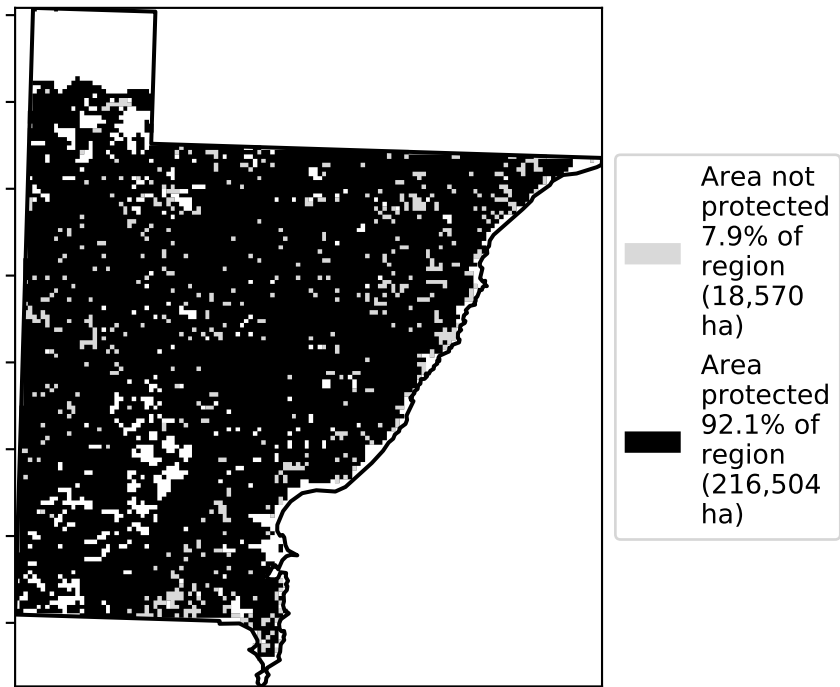 Area not
protected
7.9% of
region
(18,570
ha)
Area
protected
92.1% of
region
(216,504
ha)